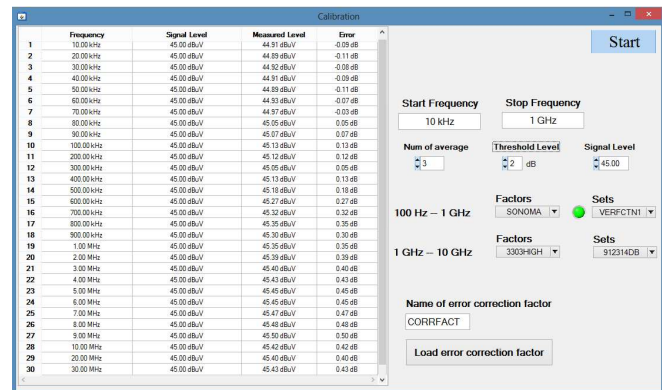 Calibration
Frequency Signal Level Measured Level Error
1 10.00 kHz 45.00 dBuV 44.91 dBuV -0.09 dB
2 20.00 kHz 45.00 dBuV 44.89 dBuV -0.11 dB
3 30.00 kHz 45.00 dBuV 44.92 dBuV -0.08 dB
4 40.00 kHz 45.00 dBuV 44.91 dBuV -0.09 dB
5 50.00 kHz 45.00 dBuV 44.89 dBuV -0.11 dB
6 60.00 kHz 45.00 dBuV 44.93 dBuV -0.07 dB
7 70.00 kHz 45.00 dBuV 44.97 dBuV -0.03 dB
8 80.00 kHz 45.00 dBuV 45.05 dBuV 0.05 dB
9 90.00 kHz 45.00 dBuV 45.07 dBuV 0.07 dB
10 100.00 kHz 45.00 dBuV 45.13 dBuV 0.13 dB
11 200.00 kHz 45.00 dBuV 45.12 dBuV 0.12 dB
12 300.00 kHz 45.00 dBuV 45.05 dBuV 0.05 dB
13 400.00 kHz 45.00 dBuV 45.13 dBuV 0.13 dB
14 500.00 kHz 45.00 dBuV 45.18 dBuV 0.18 dB
15 600.00 kHz 45.00 dBuV 45.27 dBuV 0.27 dB
16 700.00 kHz 45.00 dBuV 45.32 dBuV 0.32 dB
17 800.00 kHz 45.00 dBuV 45.35 dBuV 0.35 dB
18 900.00 kHz 45.00 dBuV 45.30 dBuV 0.30 dB
19 1.00 MHz 45.00 dBuV 45.35 dBuV 0.35 dB
20 2.00 MHz 45.00 dBuV 45.39 dBuV 0.39 dB
21 3.00 MHz 45.00 dBuV 45.40 dBuV 0.40 dB
22 4.00 MHz 45.00 dBuV 45.43 dBuV 0.43 dB
23 5.00 MHz 45.00 dBuV 45.45 dBuV 0.45 dB
24 6.00 MHz 45.00 dBuV 45.45 dBuV 0.45 dB
25 7.00 MHz 45.00 dBuV 45.47 dBuV 0.47 dB
26 8.00 MHz 45.00 dBuV 45.48 dBuV 0.48 dB
27 9.00 MHz 45.00 dBuV 45.50 dBuV 0.50 dB
28 10.00 MHz 45.00 dBuV 45.42 dBuV 0.42 dB
29 20.00 MHz 45.00 dBuV 45.40 dBuV 0.40 dB
30 30.00 MHz 45.00 dBuV 45.43 dBuV 0.43 dB
Start
Start Frequency Stop Frequency
10 kHz 1 GHz
Num of average Threshold Level Signal Level
3 2 dB 45.00
Factors Sets
100 Hz -- 1 GHz SONOMA VERFCTN1
Factors Sets
1 GHz -- 10 GHz 3303HIGH 912314DB
Name of error correction factor
CORRFACT
Load error correction factor